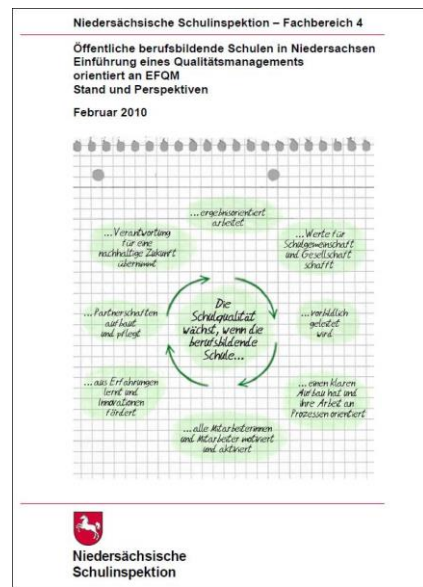 Niedersächsische Schulinspektion – Fachbereich 4
Öffentliche berufsbildende Schulen in Niedersachsen
Einführung eines Qualitätsmanagements
orientiert an EFQM
Stand und Perspektiven
Februar 2010
...ergebnisorientiert
arbeitet
...Verantwortung
für eine
nachhaltige Zukunft
übernimmt
...Werte für
Schulgemeinschaft
und Gesellschaft
schafft
...Partnerschaften
aufbaut
und pflegt
Die
Schulqualität
wächst, wenn die
berufsbildende
Schule...
...vorbildlich
geleitet
wird
...aus Erfahrungen
lernt und
Innovationen
fördert
...einen klaren
Aufbau hat und
ihre Arbeit an
Prozessen orientiert
...alle Mitarbeiterinnen
und Mitarbeiter motiviert
und aktiviert
Niedersächsische
Schulinspektion